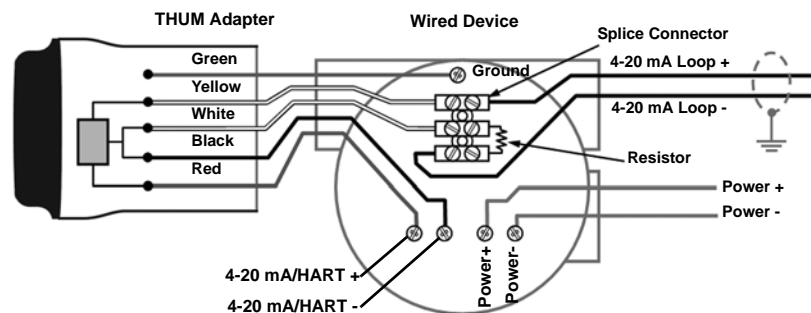 THUM Adapter
Wired Device
Splice Connector
Green
Ground
4-20 mA Loop +
Yellow
White
4-20 mA Loop -
Black
Resistor
Red
Power +
Power -
4-20 mA/HART +
4-20 mA/HART -
Power+
Power-